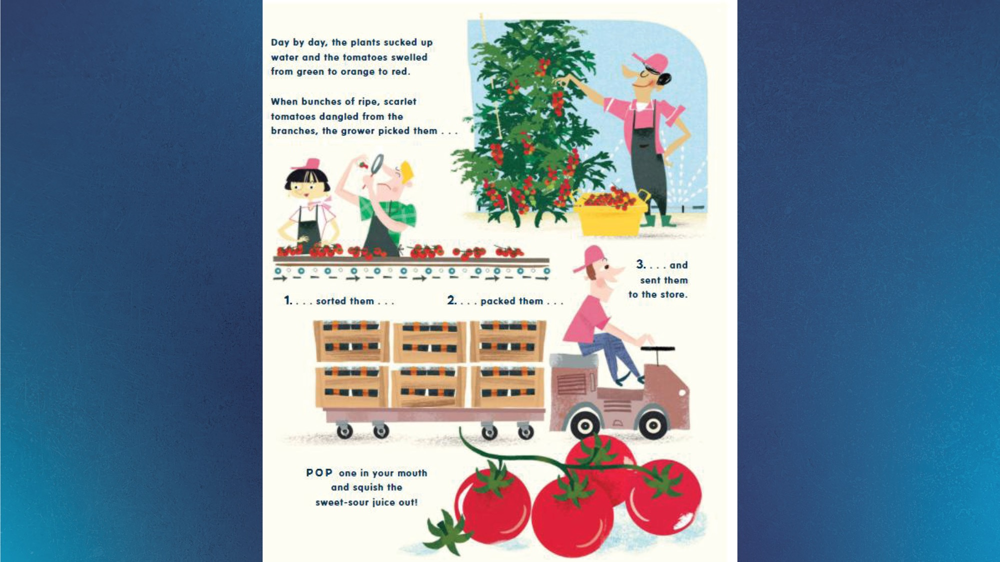 Day by day, the plants sucked up
water and the tomatoes swelled
from green to orange to red.
When bunches of ripe, scarlet
tomatoes dangled from the
branches, the grower picked them . . .
1. . . . sorted them . . .
2. . . . packed them . . .
3. . . . and
sent them
to the store.
POP one in your mouth
and squish the
sweet-sour juice out!